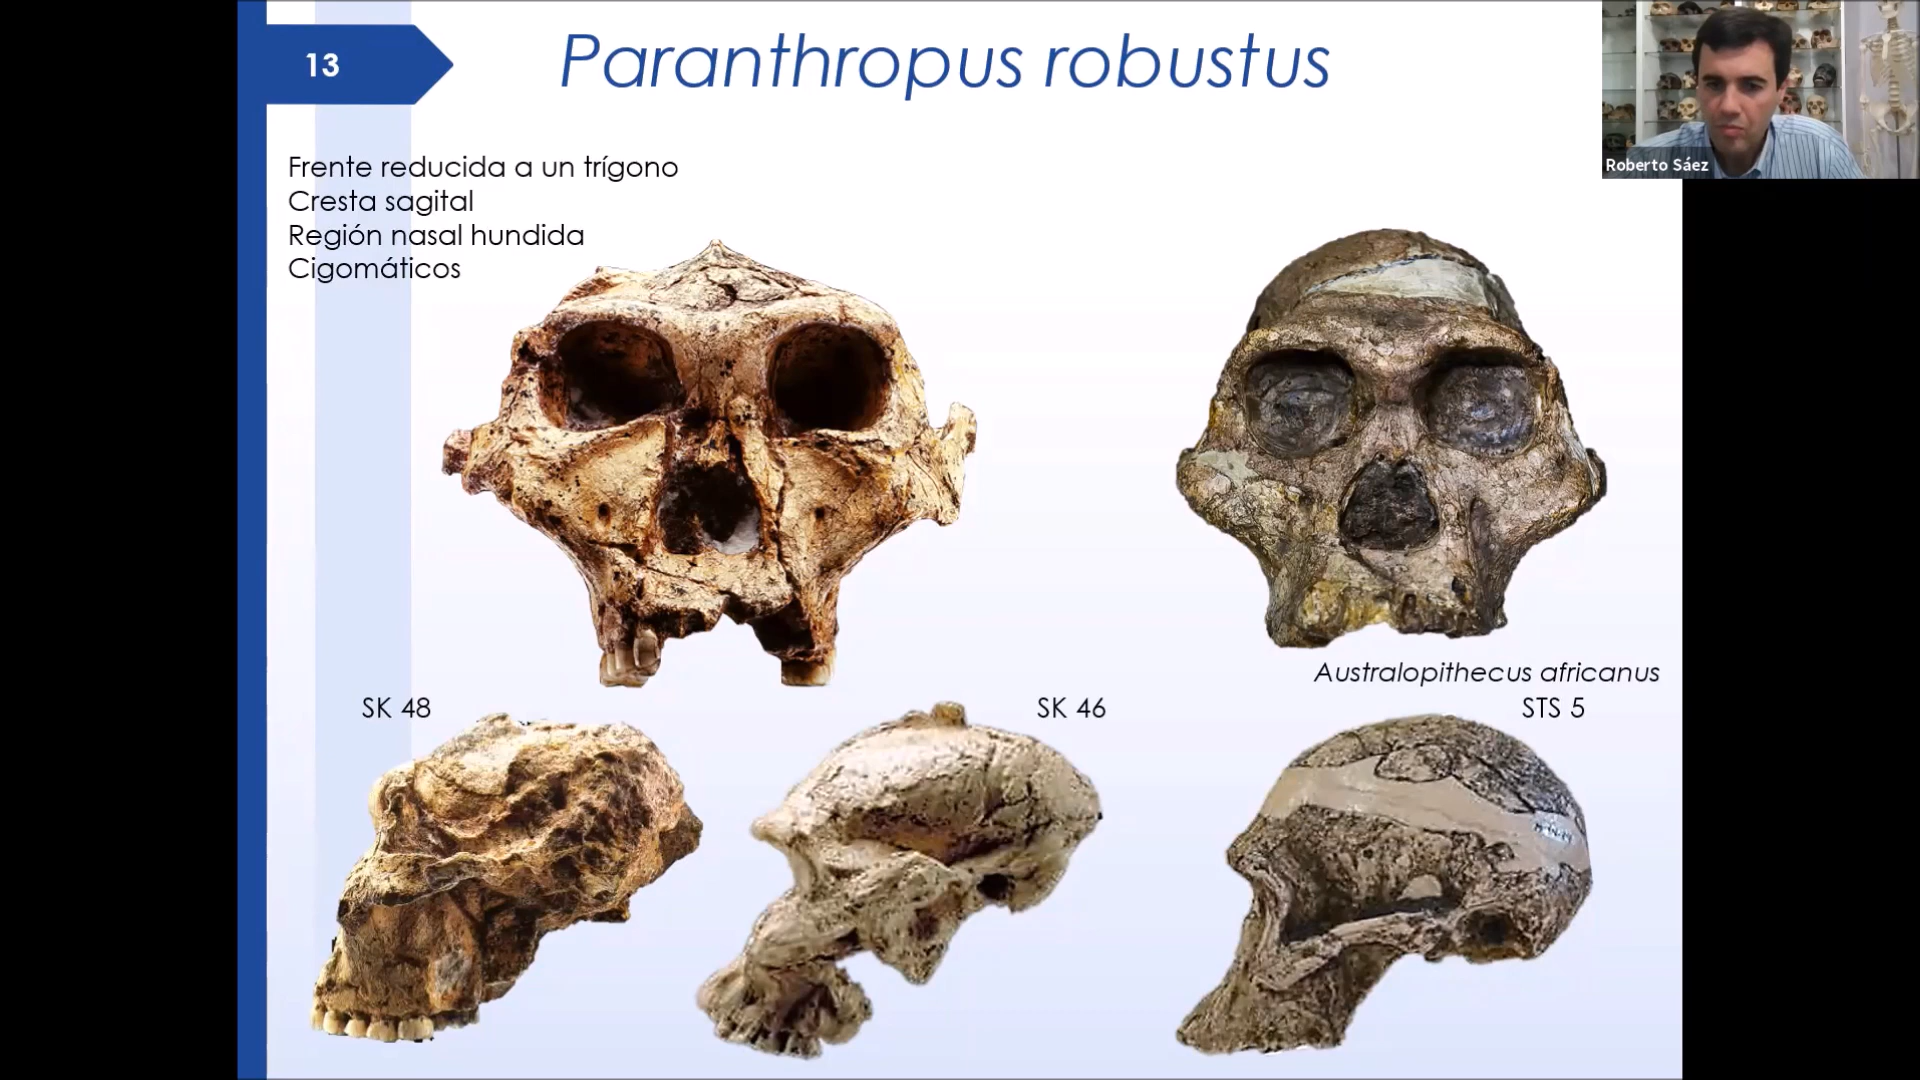 13
Paranthropus robustus
Roberto Sáez
Frente reducida a un trígono
Cresta sagital
Región nasal hundida
Cigomáticos
Australopithecus africanus
SK 48
SK 46
STS 5